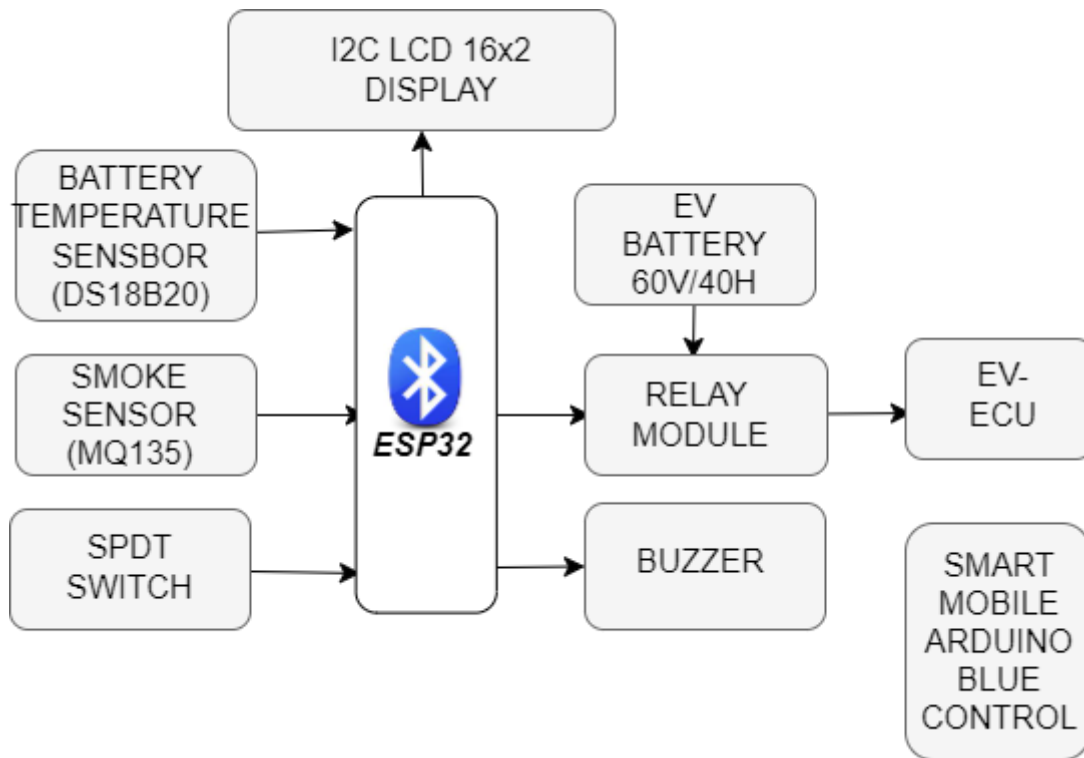 I2C LCD 16x2
DISPLAY
BATTERY
TEMPERATURE
SENSBOR
(DS18B20)
EV
BATTERY
60V/40H
SMOKE
SENSOR
(MQ135)
ESP32
RELAY
MODULE
EV-
ECU
SPDT
SWITCH
BUZZER
SMART
MOBILE
ARDUINO
BLUE
CONTROL